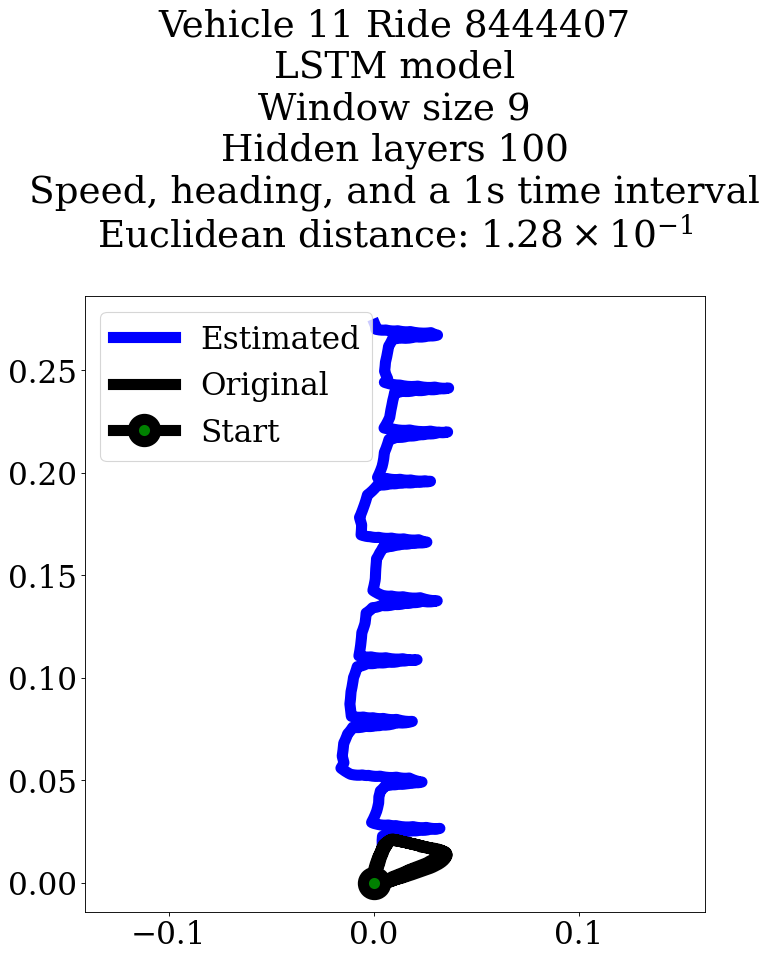 Vehicle 11 Ride 8444407
LSTM model
Window size 9
Hidden layers 100
Speed, heading, and a 1s time interval
Euclidean distance: 1.28 × 10⁻¹
Estimated
Original
Start
0.25
0.20
0.15
0.10
0.05
0.00
−0.1 0.0 0.1